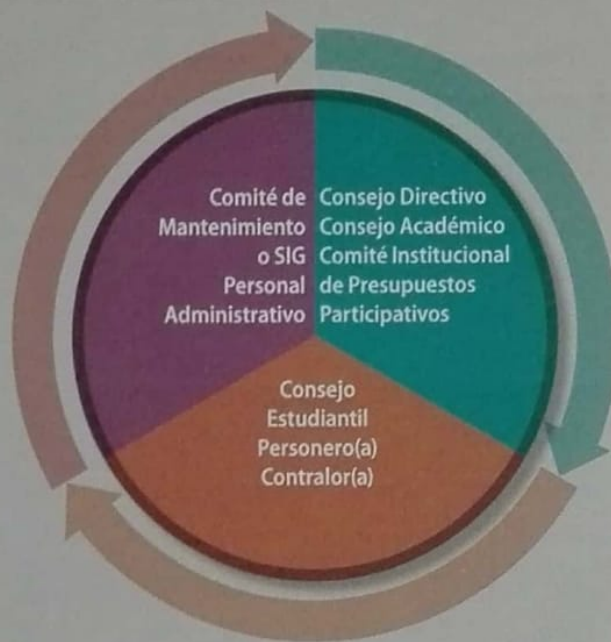 Comité de
Mantenimiento
o SIG
Personal
Administrativo
Consejo Directivo
Consejo Académico
Comité Institucional
de Presupuestos
Participativos
Consejo
Estudiantil
Personero(a)
Contralor(a)